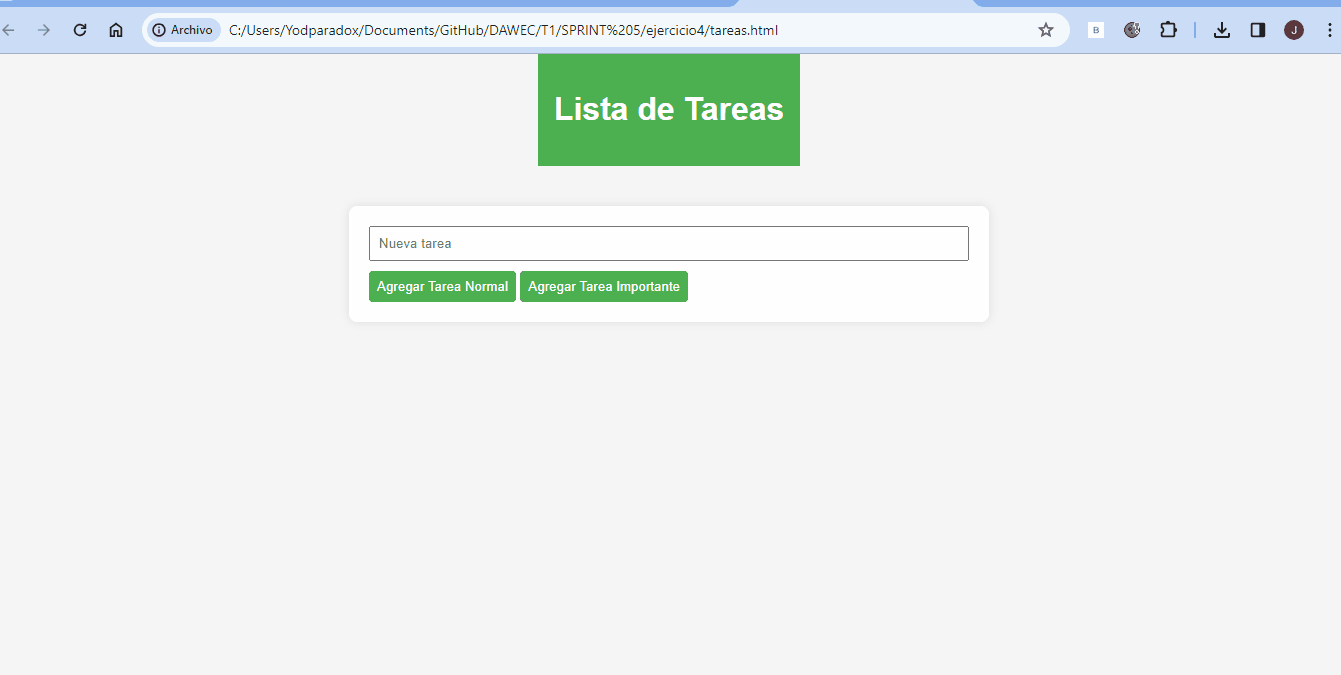 Archivo C:/Users/Yodparadox/Documents/GitHub/DAWEC/T1/SPRINT%205/ejercicio4/tareas.html B J
Lista de Tareas
Nueva tarea
Agregar Tarea Normal Agregar Tarea Importante